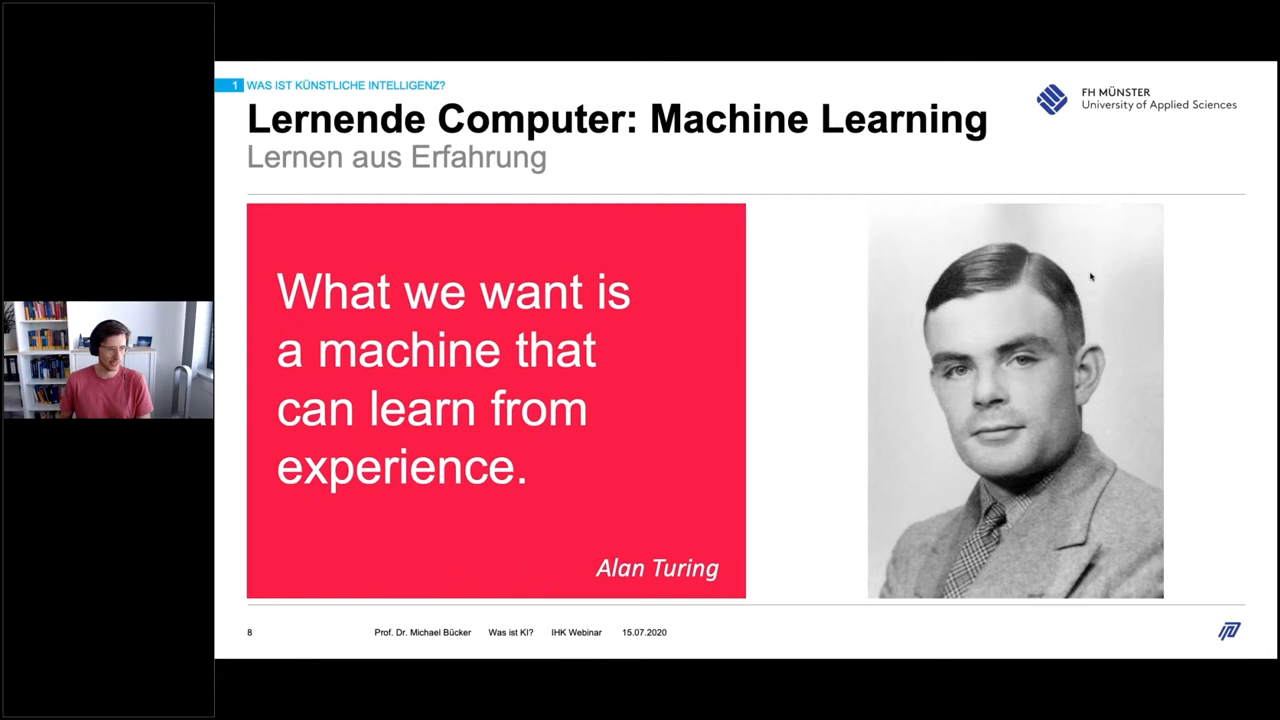 1 WAS IST KÜNSTLICHE INTELLIGENZ?
Lernende Computer: Machine Learning
Lernen aus Erfahrung
FH MÜNSTER
University of Applied Sciences
What we want is
a machine that
can learn from
experience.
Alan Turing
8 Prof. Dr. Michael Bücker Was ist KI? IHK Webinar 15.07.2020